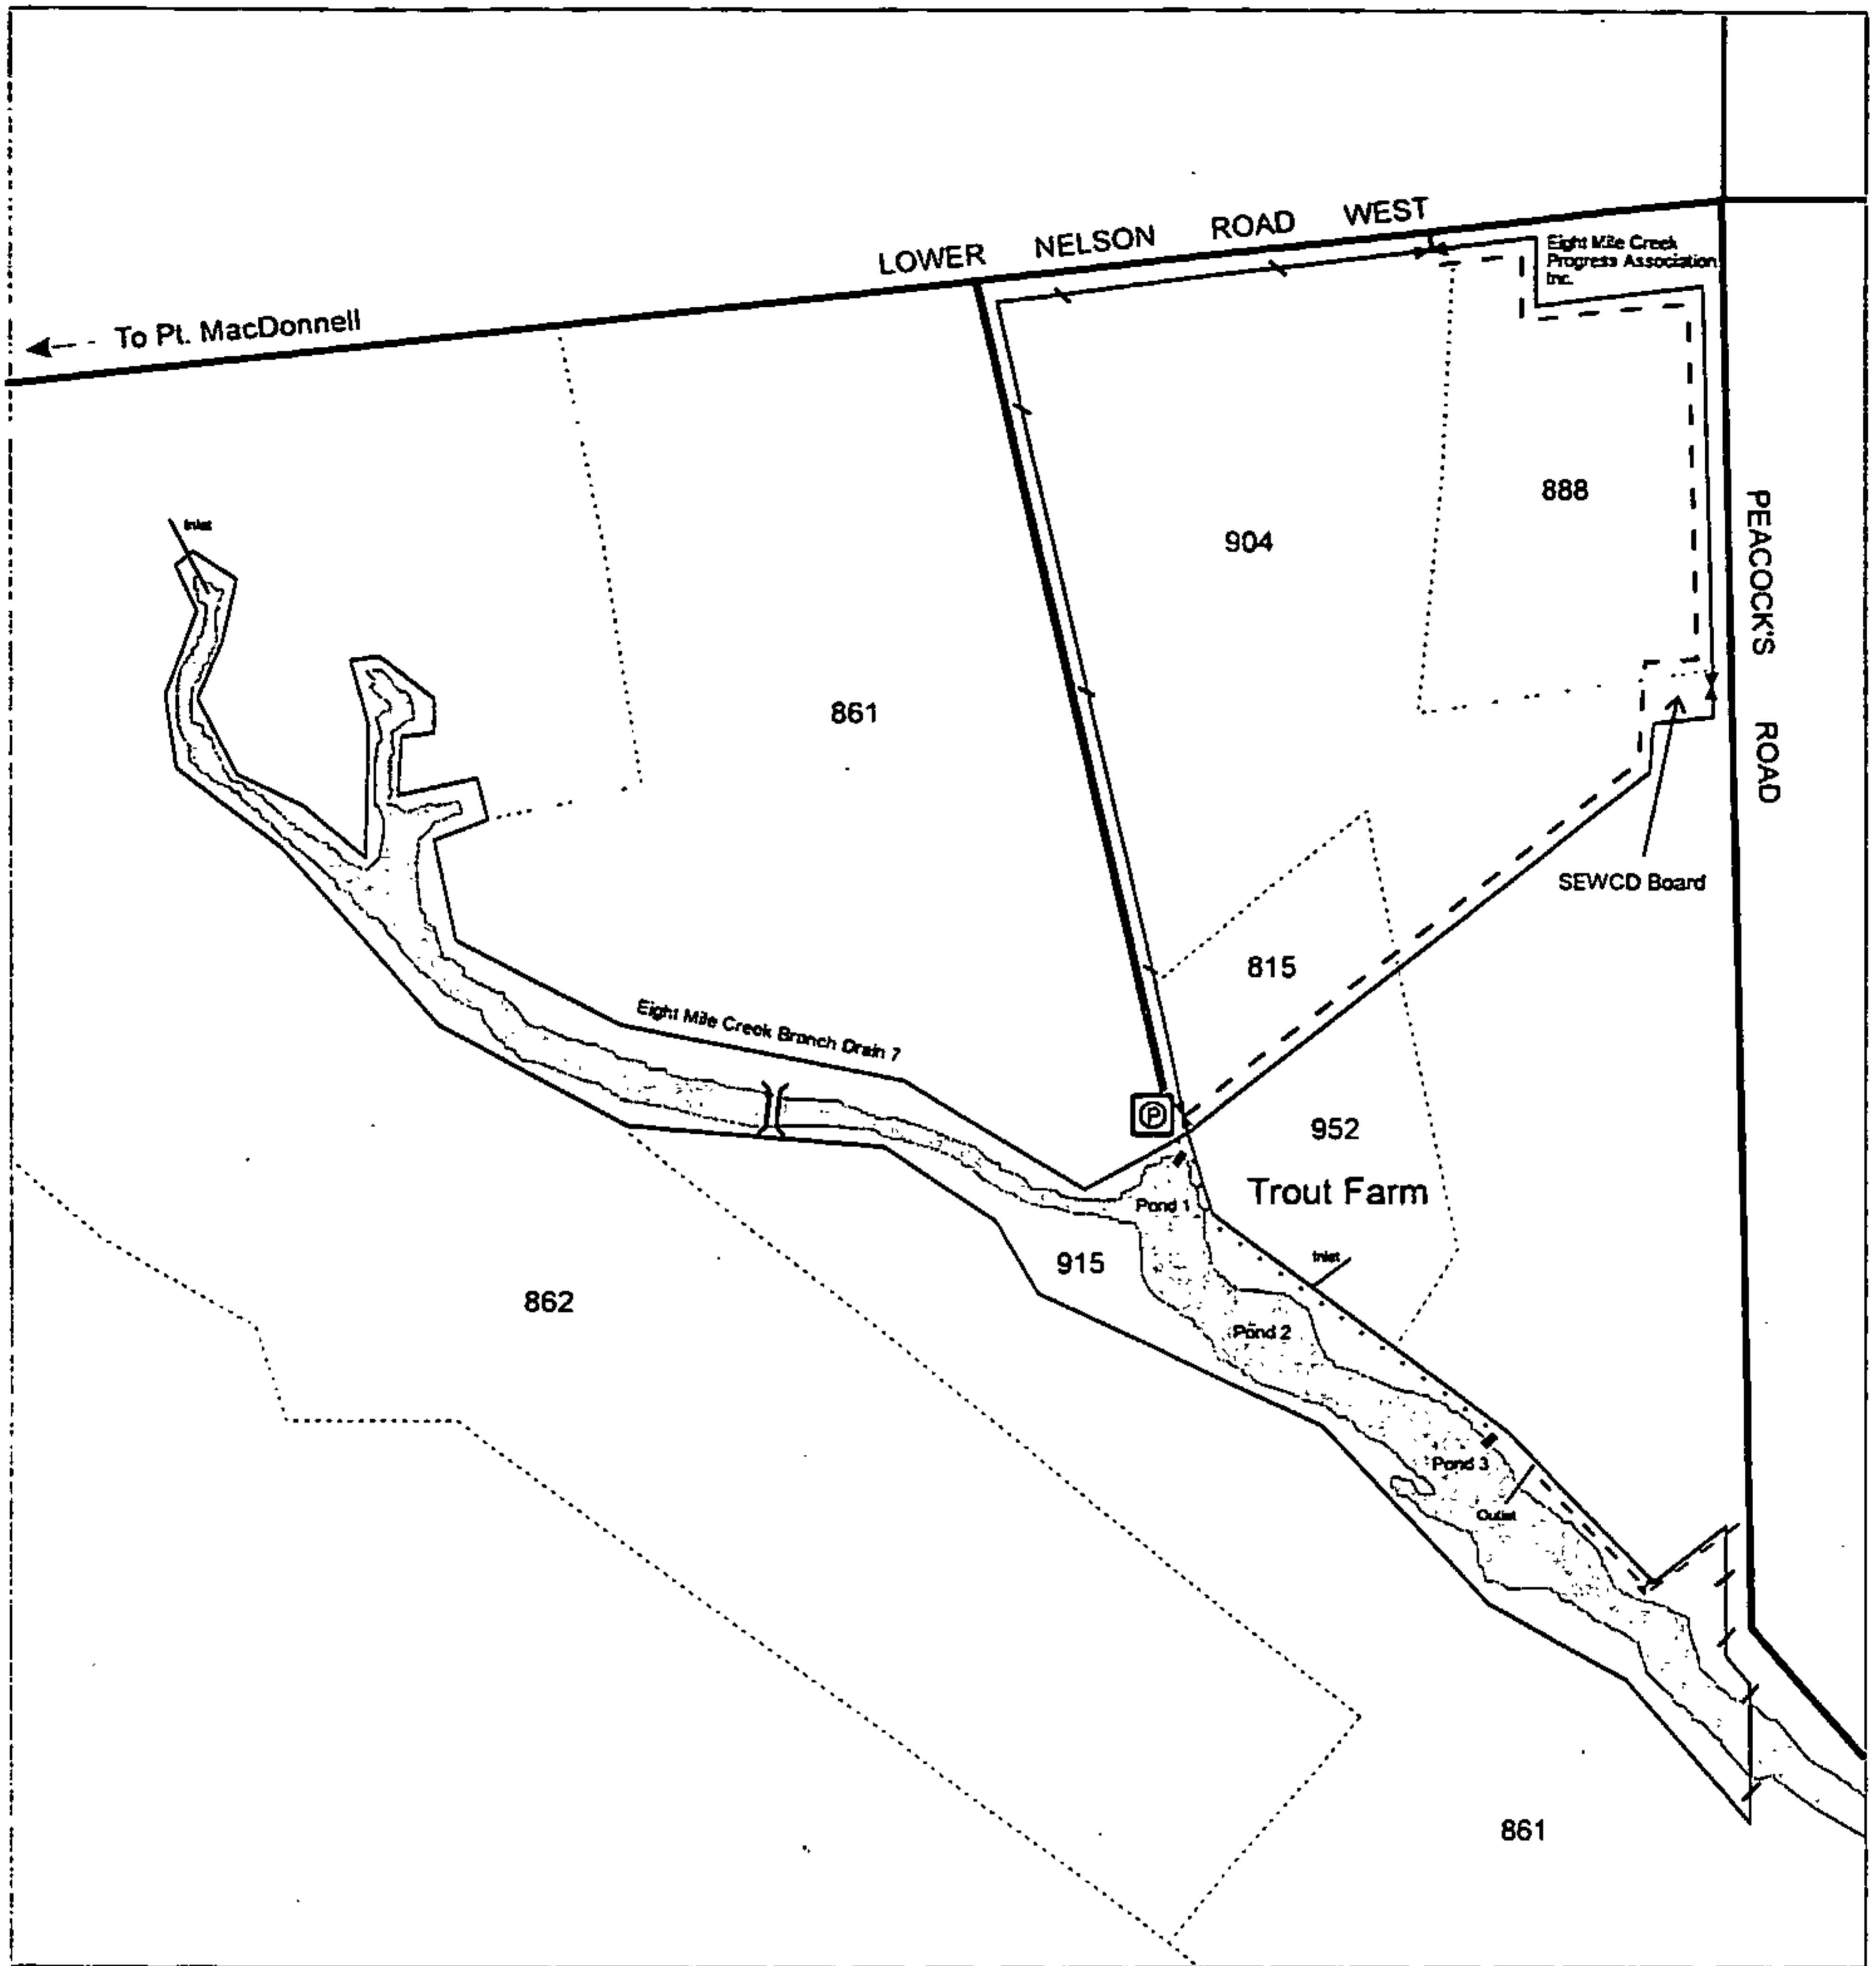 LOWER NELSON ROAD WEST
Eight Mile Creek
Progress Association
Inc.
To Pt. MacDonnell
888
904
PEACOCK'S ROAD
Inlet
861
SEWCD Board
815
Eight Mile Creek Branch Drain 7
P
952
Trout Farm
Pond 1
Inlet
915
862
Pond 2
Pond 3
Outlet
861